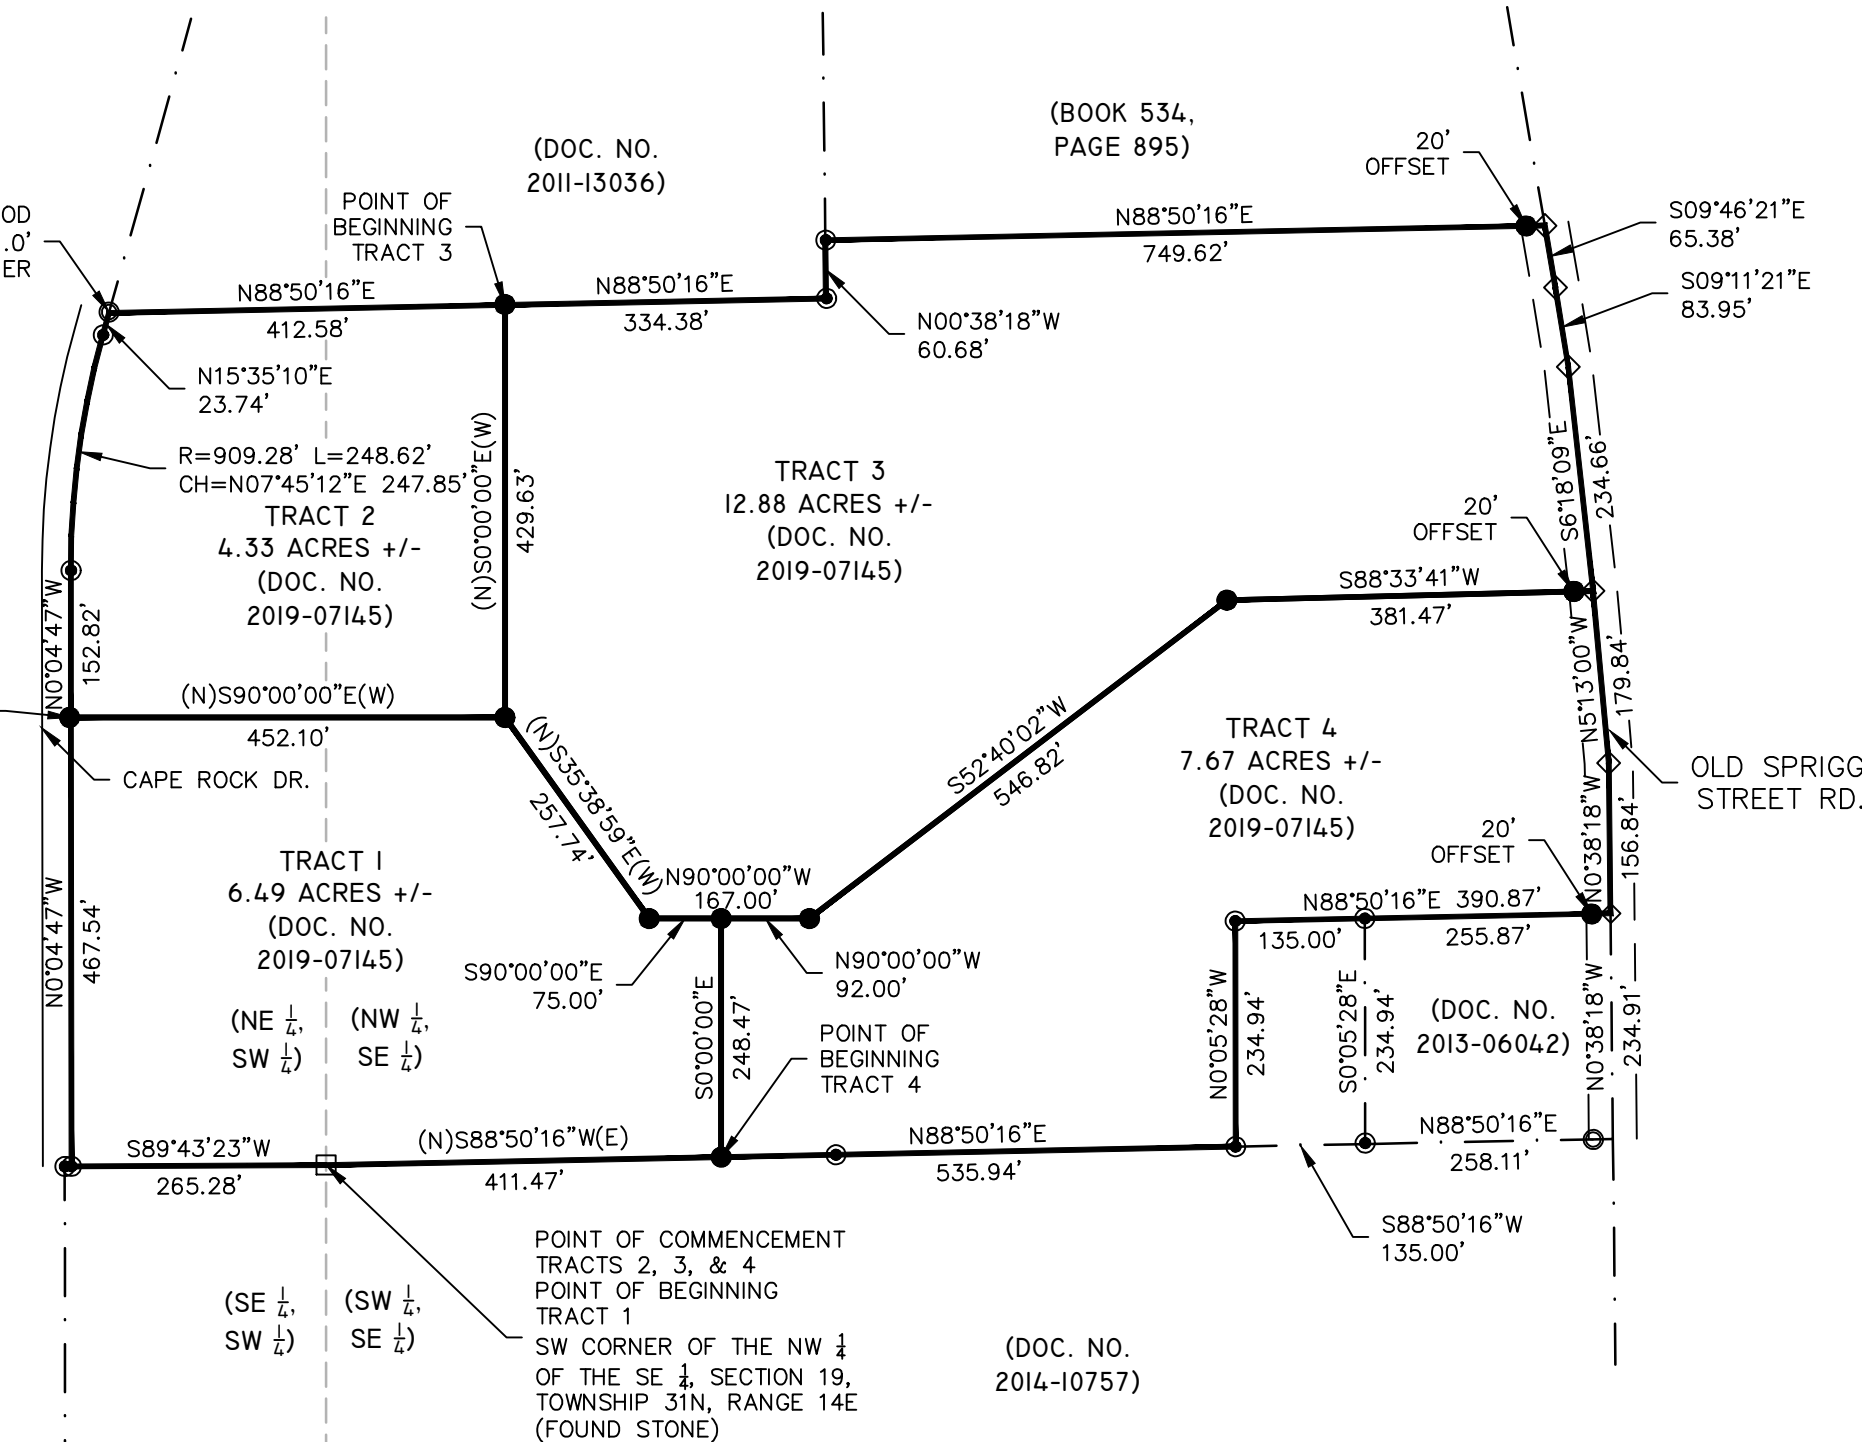 (BOOK 534,
PAGE 895)
20'
OFFSET
(DOC. NO.
2011-13036)
POINT OF
BEGINNING
TRACT 3
OD
.0'
ER
N88°50'16"E
749.62'
S09°46'21"E
65.38'
S09°11'21"E
83.95'
N88°50'16"E
412.58'
N88°50'16"E
334.38'
N00°38'18"W
60.68'
N15°35'10"E
23.74'
R=909.28' L=248.62'
CH=N07°45'12"E 247.85'
TRACT 2
4.33 ACRES +/-
(DOC. NO.
2019-07145)
(N)S0°00'00"E(W)
429.63'
TRACT 3
12.88 ACRES +/-
(DOC. NO.
2019-07145)
S6°18'09"E
234.66'
20'
OFFSET
S88°33'41"W
381.47'
N0°04'47"W
152.82'
(N)S90°00'00"E(W)
452.10'
CAPE ROCK DR.
(N)S35°38'59"E(W)
257.74'
S52°40'02"W
546.82'
TRACT 4
7.67 ACRES +/-
(DOC. NO.
2019-07145)
N5°13'00"W
179.84'
OLD SPRIGG
STREET RD.
N0°38'18"W
156.84'
20'
OFFSET
TRACT 1
6.49 ACRES +/-
(DOC. NO.
2019-07145)
N0°04'47"W
467.54'
N90°00'00"W
167.00'
S90°00'00"E
75.00'
N90°00'00"W
92.00'
N88°50'16"E 390.87'
135.00'
255.87'
(NE 1/4,
SW 1/4)
(NW 1/4,
SE 1/4)
S0°00'00"E
248.47'
POINT OF
BEGINNING
TRACT 4
N0°05'28"W
234.94'
S0°05'28"E
234.94'
(DOC. NO.
2013-06042)
N0°38'18"W
234.91'
S89°43'23"W
265.28'
(N)S88°50'16"W(E)
411.47'
N88°50'16"E
535.94'
N88°50'16"E
258.11'
S88°50'16"W
135.00'
POINT OF COMMENCEMENT
TRACTS 2, 3, & 4
POINT OF BEGINNING
TRACT 1
SW CORNER OF THE NW 1/4
OF THE SE 1/4, SECTION 19,
TOWNSHIP 31N, RANGE 14E
(FOUND STONE)
(SE 1/4,
SW 1/4)
(SW 1/4,
SE 1/4)
(DOC. NO.
2014-10757)